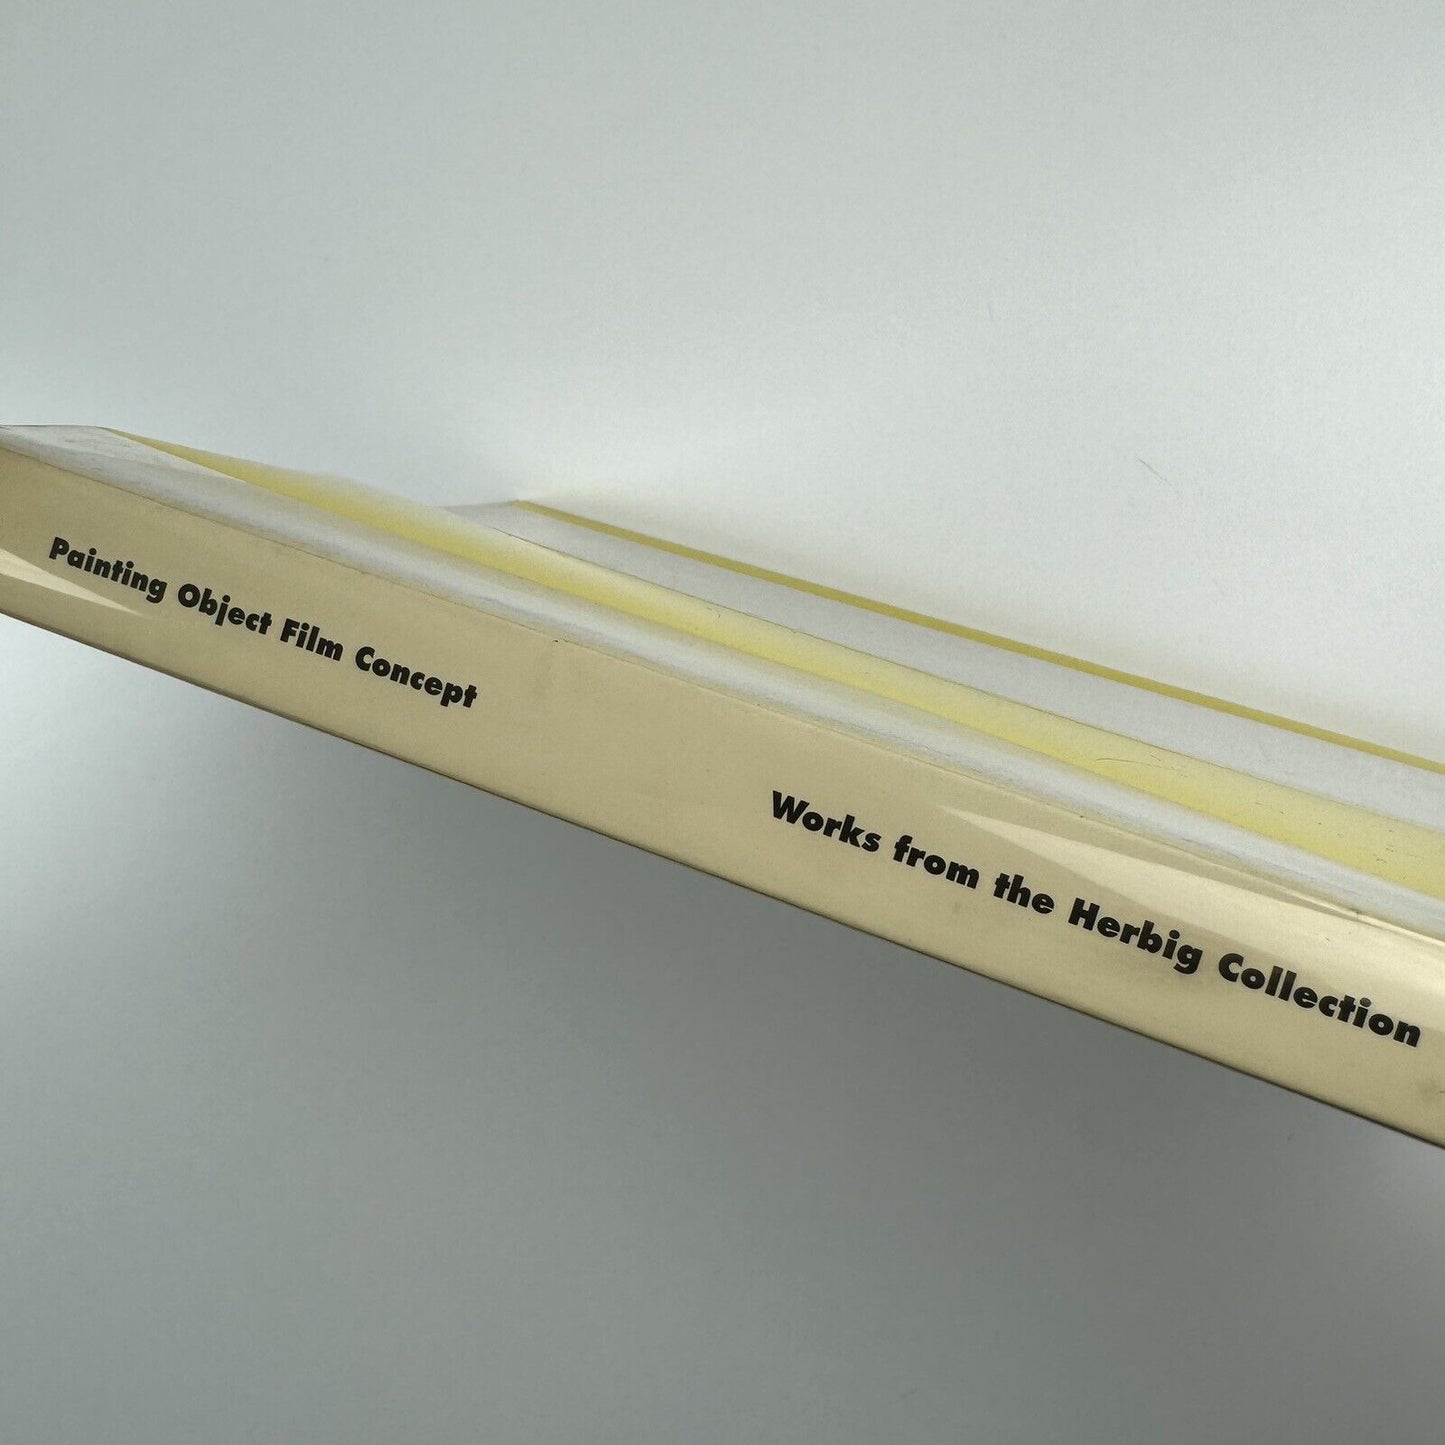 Painting Object Film Concept
Works from the Herbig Collection